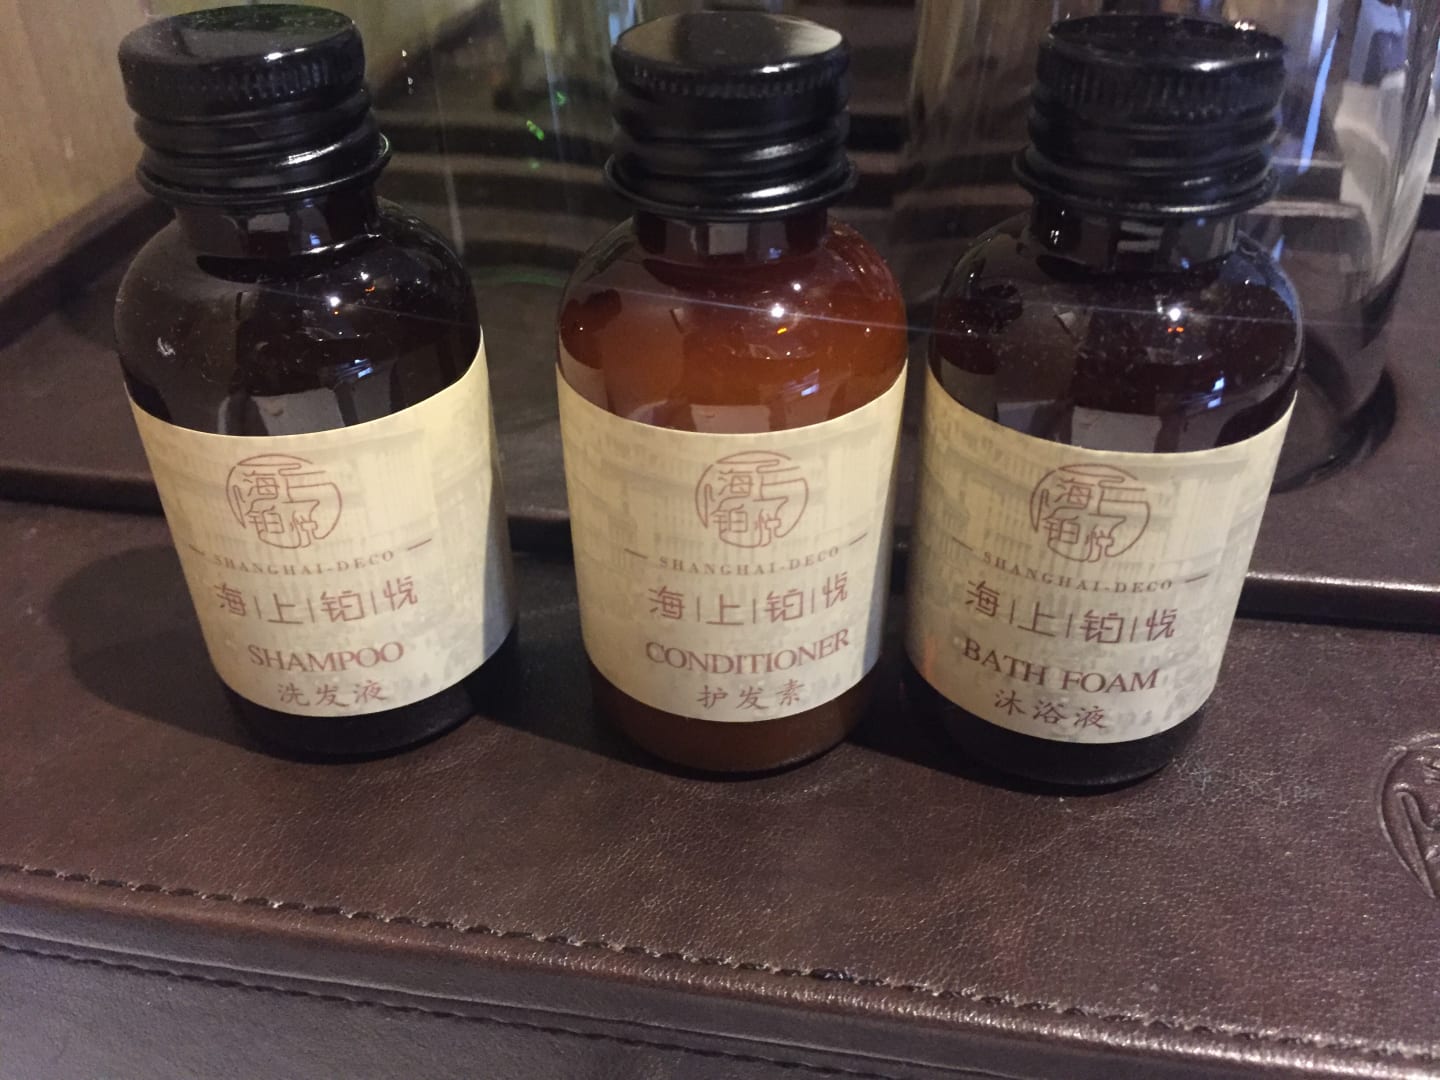 海上
铂悦
SHANGHAI-DECO
海|上|铂|悦
SHAMPOO
洗发液
海上
铂悦
SHANGHAI-DECO
海|上|铂|悦
CONDITIONER
护发素
海上
铂悦
SHANGHAI-DECO
海|上|铂|悦
BATH FOAM
沐浴液